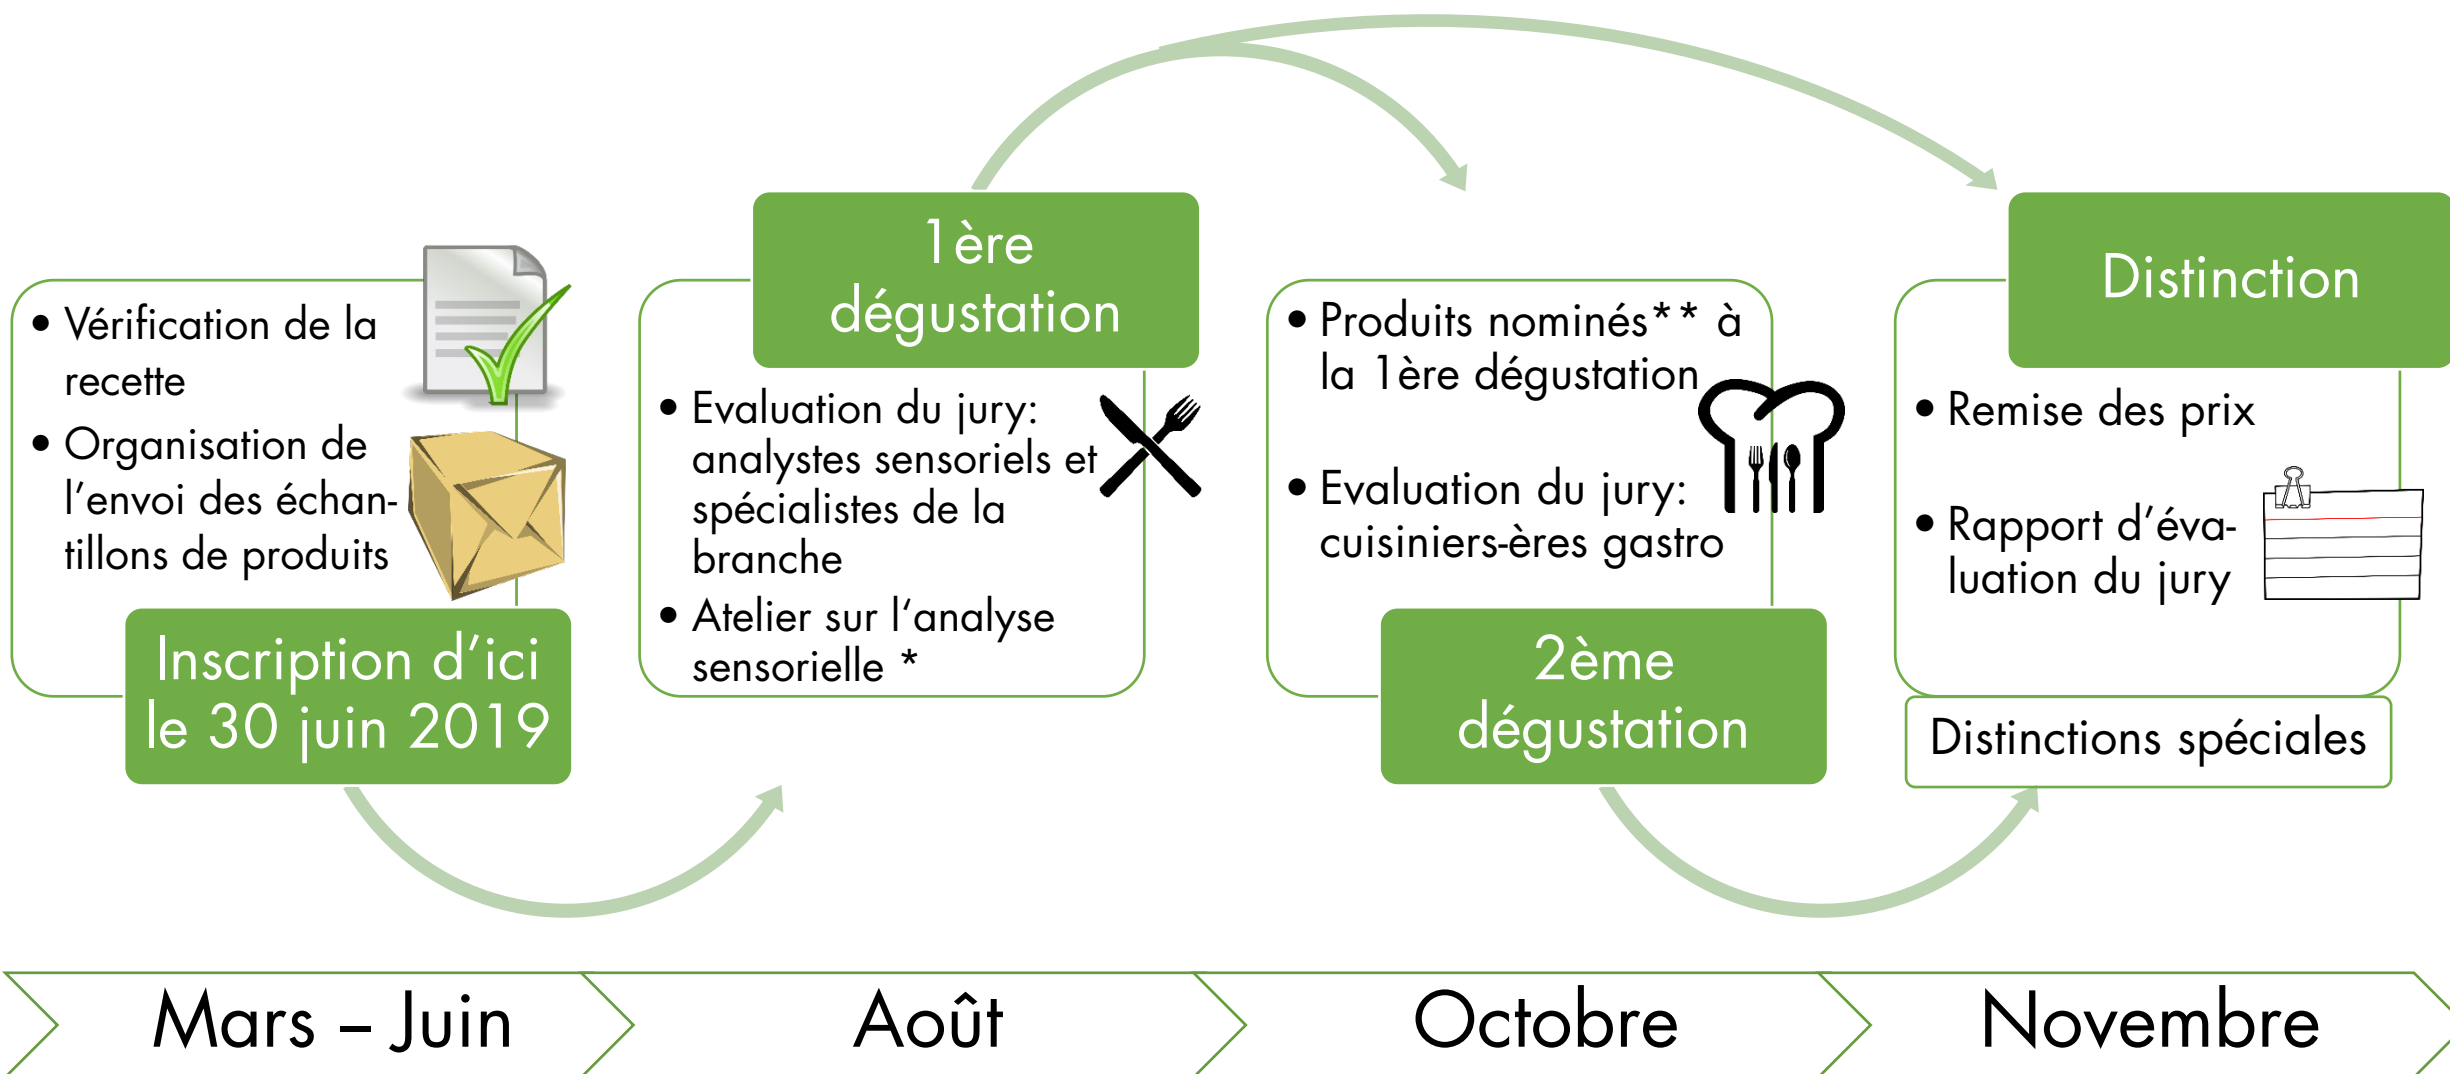 • Vérification de la
recette
• Organisation de
l’envoi des échan-
tillons de produits
Inscription d’ici
le 30 juin 2019
1ère
dégustation
• Evaluation du jury:
analystes sensoriels et
spécialistes de la
branche
• Atelier sur l‘analyse
sensorielle *
• Produits nominés** à
la 1ère dégustation
• Evaluation du jury:
cuisiniers-ères gastro
2ème
dégustation
Distinction
• Remise des prix
• Rapport d’éva-
luation du jury
Distinctions spéciales
Mars – Juin
Août
Octobre
Novembre